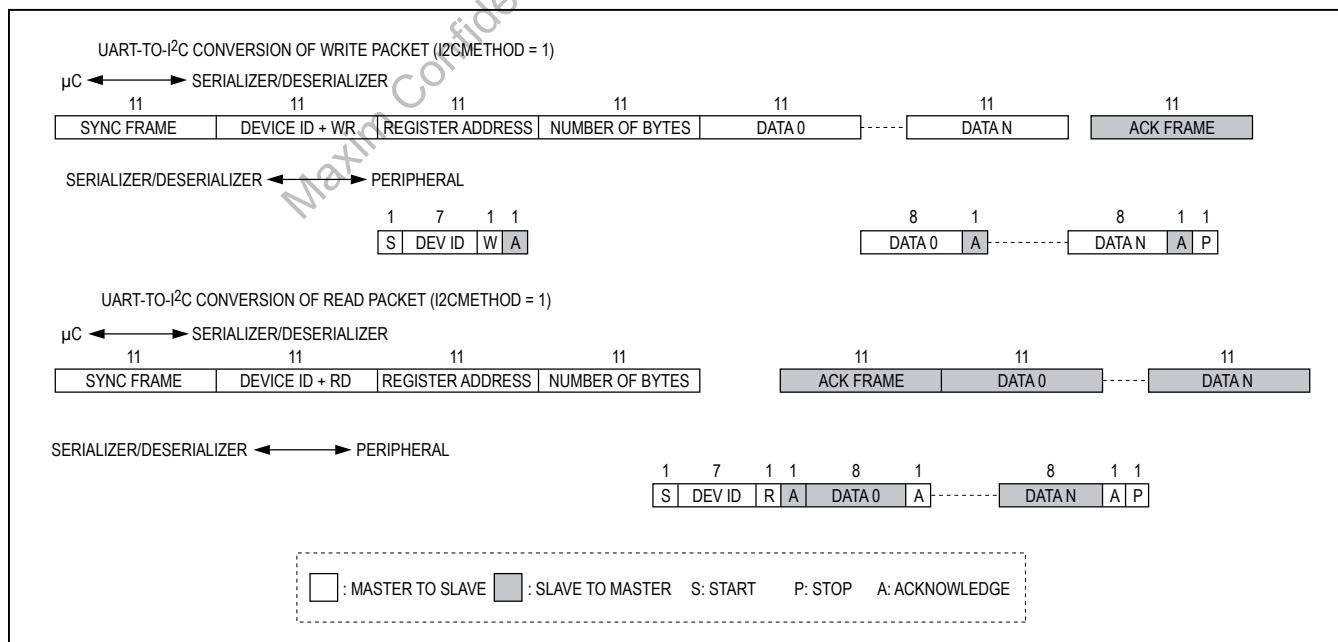 Maxim Confide
UART-TO-I²C CONVERSION OF WRITE PACKET (I2CMETHOD = 1)
µC SERIALIZER/DESERIALIZER
11 11 11 11 11 11 11
SYNC FRAME DEVICE ID + WR REGISTER ADDRESS NUMBER OF BYTES DATA 0 DATA N ACK FRAME
SERIALIZER/DESERIALIZER PERIPHERAL
1 7 1 1 8 1 8 1 1
S DEV ID W A DATA 0 A DATA N A P
UART-TO-I²C CONVERSION OF READ PACKET (I2CMETHOD = 1)
µC SERIALIZER/DESERIALIZER
11 11 11 11 11 11 11
SYNC FRAME DEVICE ID + RD REGISTER ADDRESS NUMBER OF BYTES ACK FRAME DATA 0 DATA N
SERIALIZER/DESERIALIZER PERIPHERAL
1 7 1 1 8 1 8 1 1
S DEV ID R A DATA 0 A DATA N A P
: MASTER TO SLAVE : SLAVE TO MASTER S: START P: STOP A: ACKNOWLEDGE